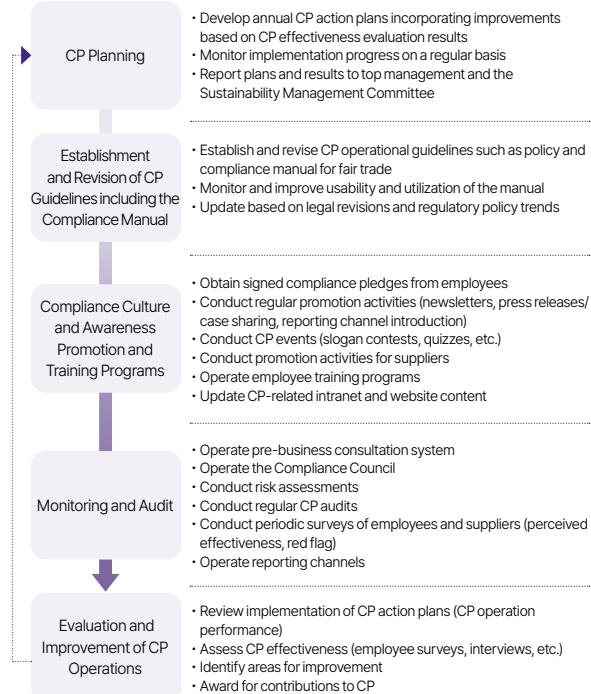 CP Planning
• Develop annual CP action plans incorporating improvements
based on CP effectiveness evaluation results
• Monitor implementation progress on a regular basis
• Report plans and results to top management and the
Sustainability Management Committee
Establishment
and Revision of CP
Guidelines including the
Compliance Manual
• Establish and revise CP operational guidelines such as policy and
compliance manual for fair trade
• Monitor and improve usability and utilization of the manual
• Update based on legal revisions and regulatory policy trends
Compliance Culture
and Awareness
Promotion and
Training Programs
• Obtain signed compliance pledges from employees
• Conduct regular promotion activities (newsletters, press releases/
case sharing, reporting channel introduction)
• Conduct CP events (slogan contests, quizzes, etc.)
• Conduct promotion activities for suppliers
• Operate employee training programs
• Update CP-related intranet and website content
Monitoring and Audit
• Operate pre-business consultation system
• Operate the Compliance Council
• Conduct risk assessments
• Conduct regular CP audits
• Conduct periodic surveys of employees and suppliers (perceived
effectiveness, red flag)
• Operate reporting channels
Evaluation and
Improvement of CP
Operations
• Review implementation of CP action plans (CP operation
performance)
• Assess CP effectiveness (employee surveys, interviews, etc.)
• Identify areas for improvement
• Award for contributions to CP